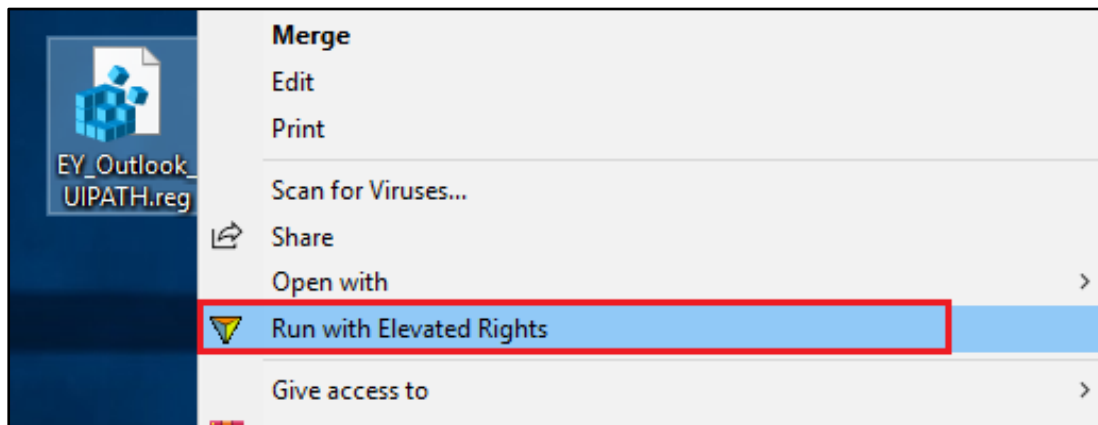 EY_Outlook_
UIPATH.reg
Merge
Edit
Print
Scan for Viruses...
Share
Open with
Run with Elevated Rights
Give access to